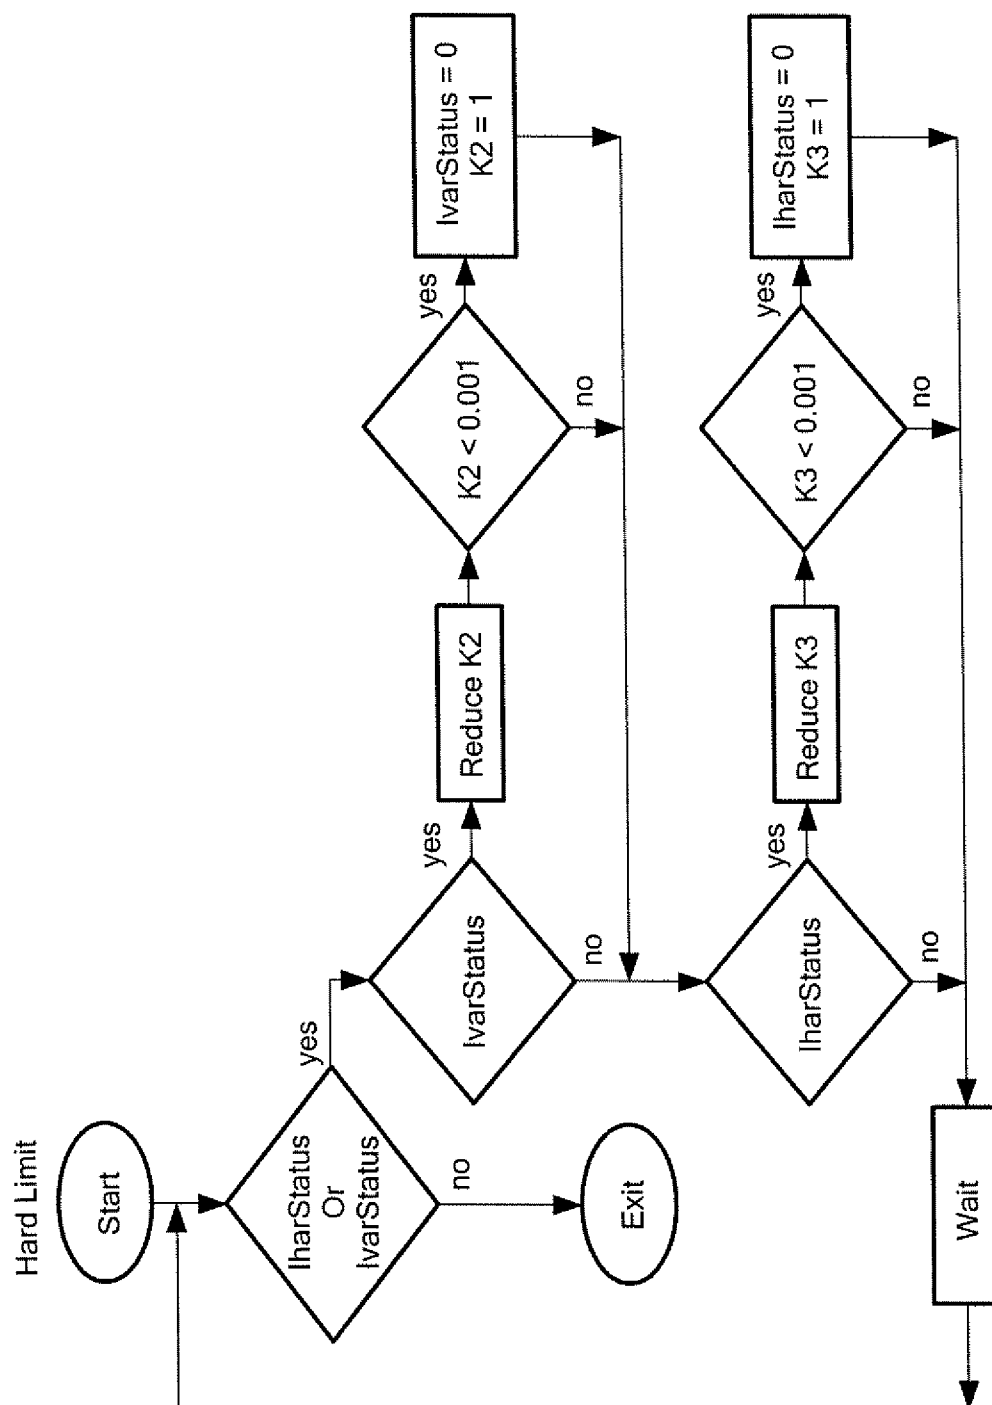 Hard Limit
Start
IharStatus
Or
IvarStatus
yes
no
Exit
IvarStatus
yes
no
Reduce K2
K2 < 0.001
yes
no
IvarStatus = 0
K2 = 1
IharStatus
yes
no
Reduce K3
K3 < 0.001
yes
no
IharStatus = 0
K3 = 1
Wait